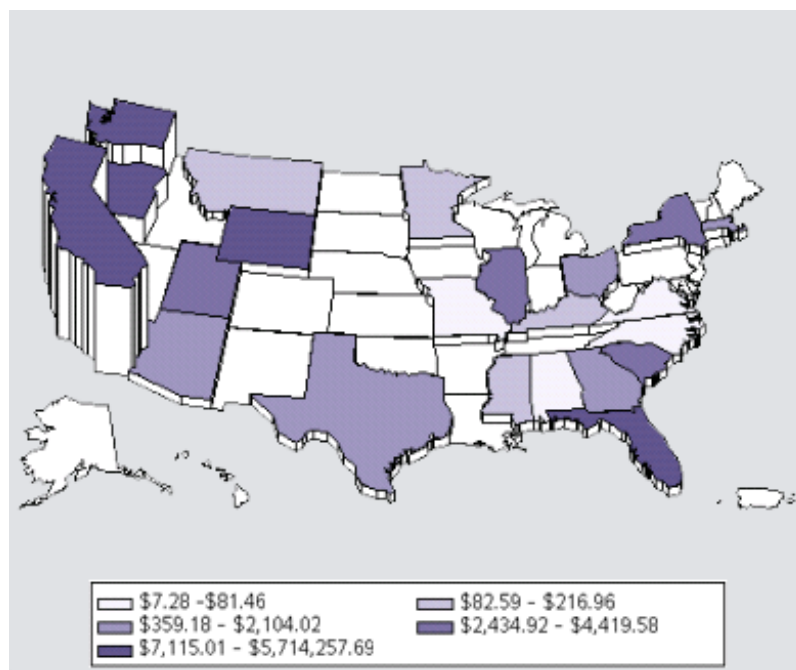 $7.28 -$81.46 $82.59 - $216.96
$359.18 - $2,104.02 $2,434.92 - $4,419.58
$7,115.01 - $5,714,257.69